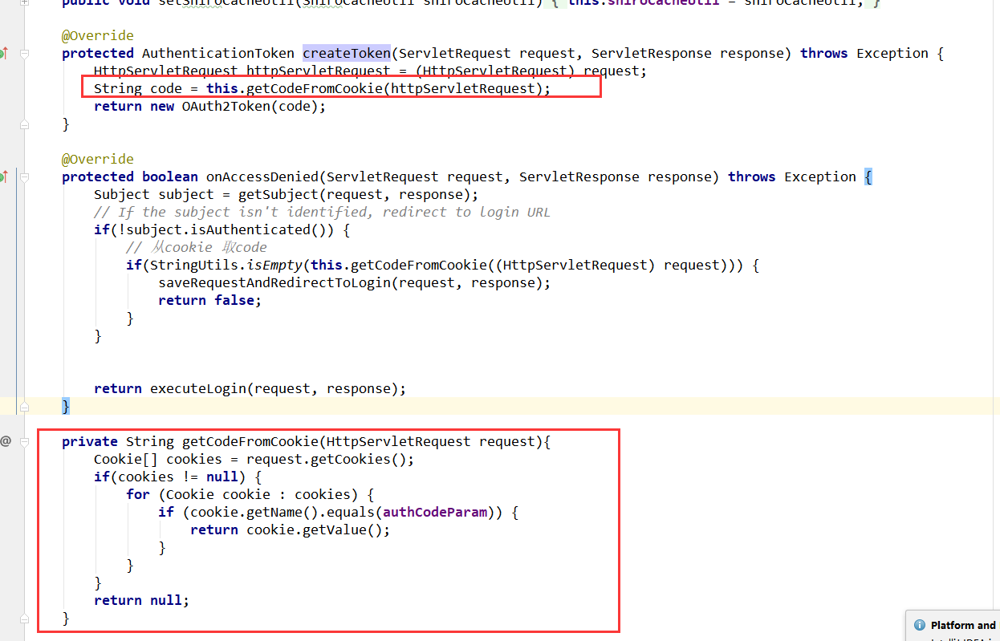 public void setShiroCacheUtil(ShiroCacheUtil shiroCacheUtil) { this.shiroCacheUtil = shiroCacheUtil; }
@Override
protected AuthenticationToken createToken(ServletRequest request, ServletResponse response) throws Exception {
HttpServletRequest httpServletRequest = (HttpServletRequest) request;
String code = this.getCodeFromCookie(httpServletRequest);
return new OAuth2Token(code);
}
@Override
protected boolean onAccessDenied(ServletRequest request, ServletResponse response) throws Exception {
Subject subject = getSubject(request, response);
// If the subject isn't identified, redirect to login URL
if(!subject.isAuthenticated()) {
// 从cookie 取code
if(StringUtils.isEmpty(this.getCodeFromCookie((HttpServletRequest) request))) {
saveRequestAndRedirectToLogin(request, response);
return false;
}
}
return executeLogin(request, response);
}
@
private String getCodeFromCookie(HttpServletRequest request){
Cookie[] cookies = request.getCookies();
if(cookies != null) {
for (Cookie cookie : cookies) {
if (cookie.getName().equals(authCodeParam)) {
return cookie.getValue();
}
}
}
return null;
}
Platform and